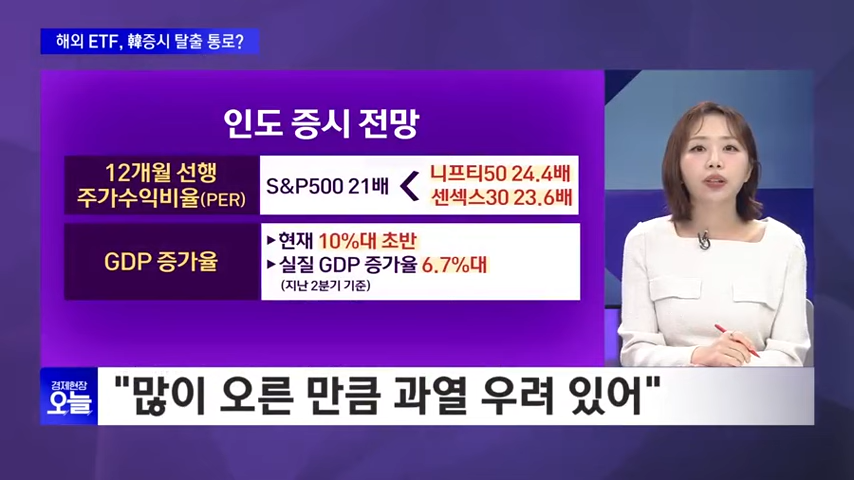 해외 ETF, 韓증시 탈출 통로?
인도 증시 전망
12개월 선행
주가수익비율(PER)
S&P500 21배 < 니프티50 24.4배
센섹스30 23.6배
GDP 증가율
▶현재 10%대 초반
▶실질 GDP 증가율 6.7%대
(지난 2분기 기준)
경제현장
오늘
"많이 오른 만큼 과열 우려 있어"